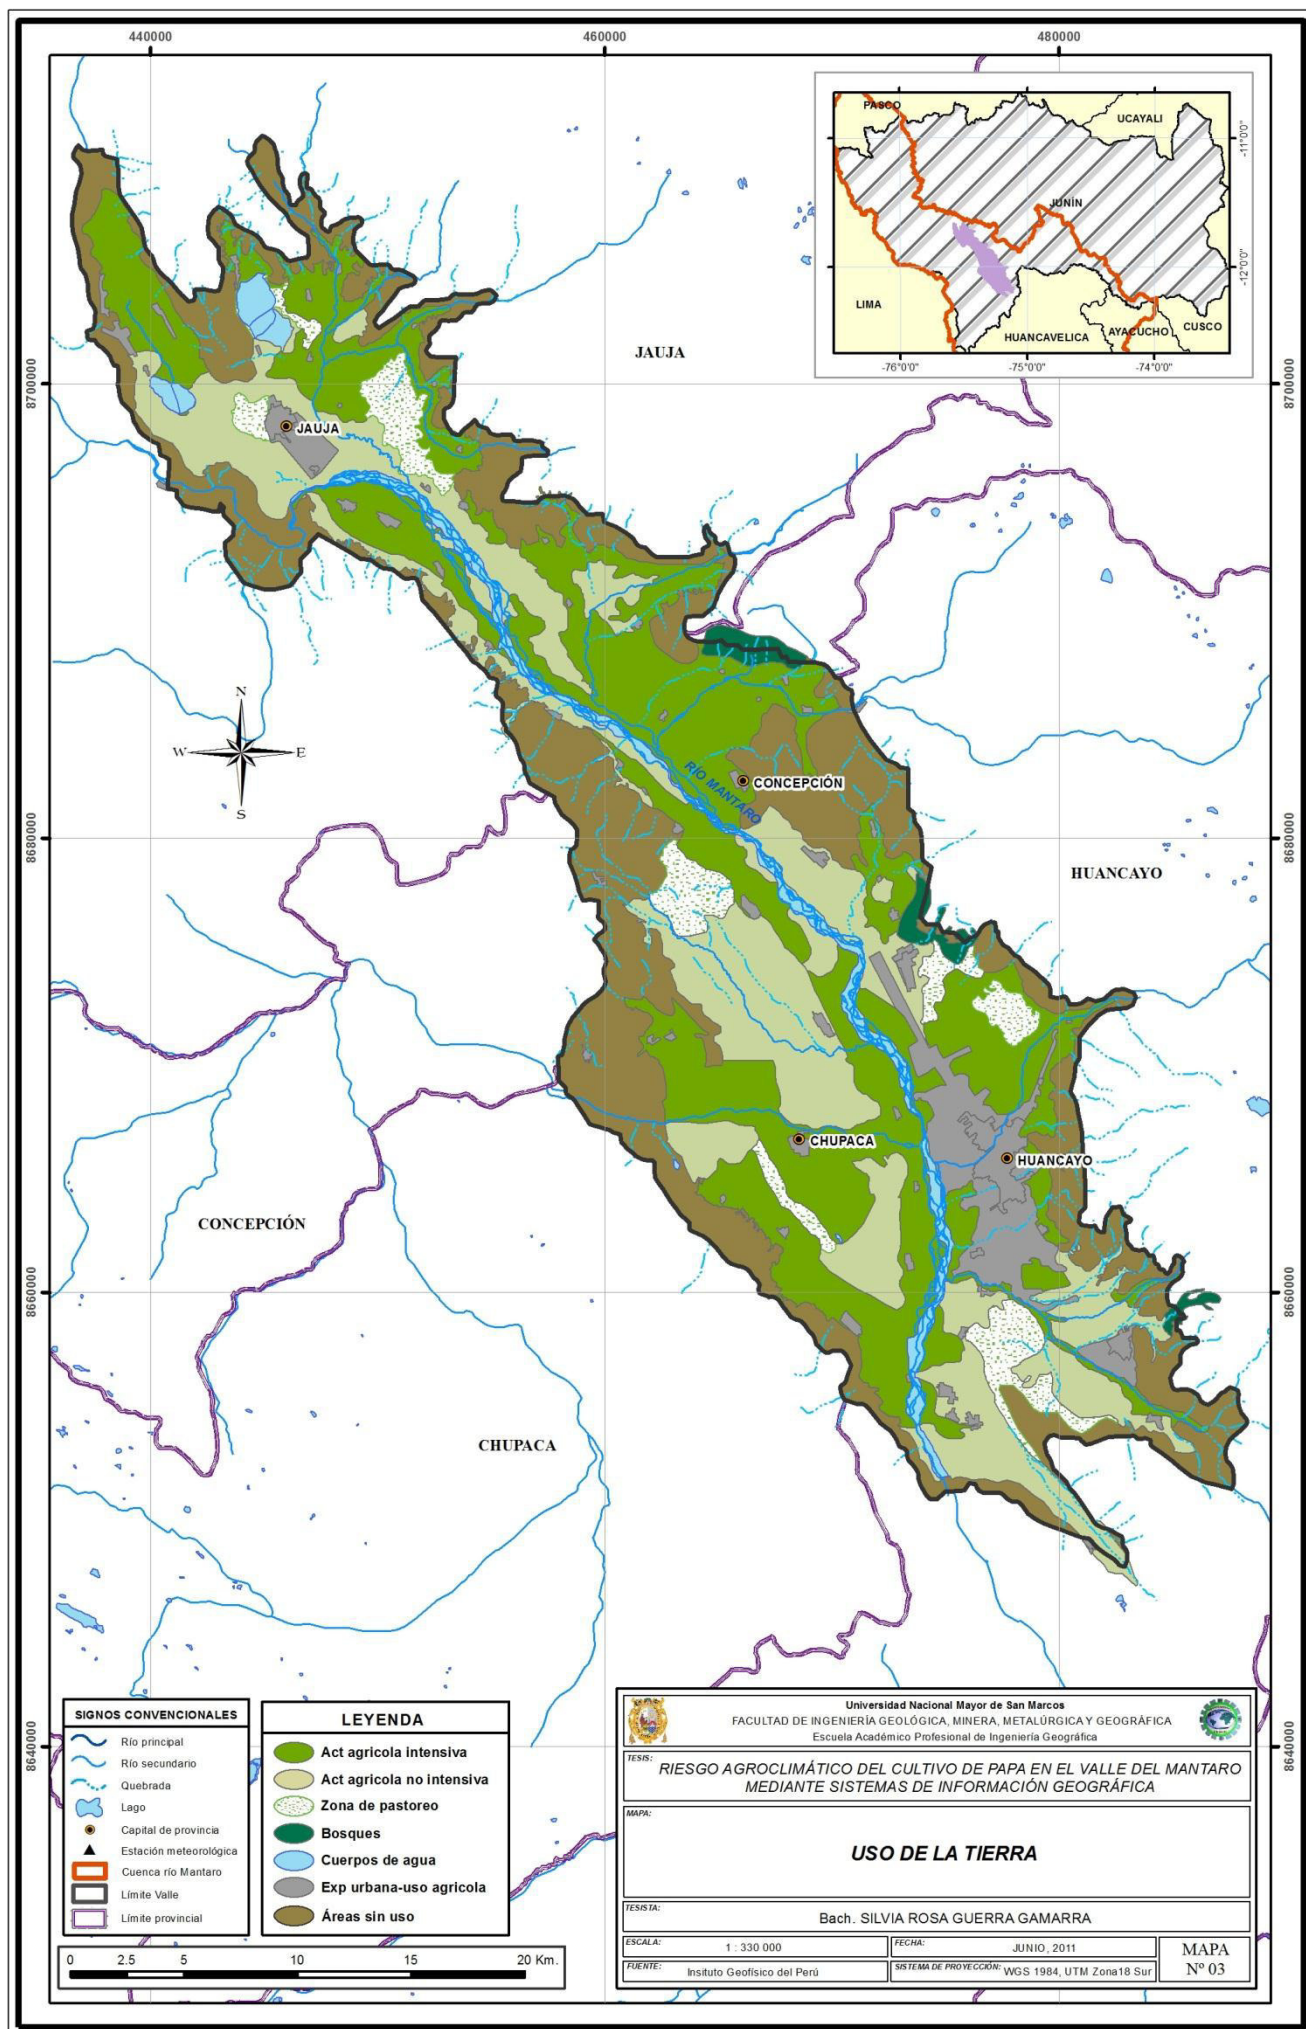 440000
460000
480000
PASCO
UCAYALI
-11°0'0"
JUNÍN
-12°0'0"
LIMA
HUANCAVELICA
AYACUCHO
CUSCO
-76°0'0"
-75°0'0"
-74°0'0"
JAUJA
8700000
8700000
JAUJA
N
W
E
S
RÍO MANTARO
CONCEPCIÓN
8680000
8680000
HUANCAYO
CHUPACA
HUANCAYO
CONCEPCIÓN
8660000
8660000
CHUPACA
8640000
8640000
SIGNOS CONVENCIONALES
Río principal
Río secundario
Quebrada
Lago
Capital de provincia
Estación meteorológica
Cuenca río Mantaro
Límite Valle
Límite provincial
LEYENDA
Act agricola intensiva
Act agricola no intensiva
Zona de pastoreo
Bosques
Cuerpos de agua
Exp urbana-uso agricola
Áreas sin uso
0 2.5 5 10 15 20 Km.
Universidad Nacional Mayor de San Marcos
FACULTAD DE INGENIERÍA GEOLÓGICA, MINERA, METALÚRGICA Y GEOGRÁFICA
Escuela Académico Profesional de Ingeniería Geográfica
TESIS:
RIESGO AGROCLIMÁTICO DEL CULTIVO DE PAPA EN EL VALLE DEL MANTARO
MEDIANTE SISTEMAS DE INFORMACIÓN GEOGRÁFICA
MAPA:
USO DE LA TIERRA
TESISTA:
Bach. SILVIA ROSA GUERRA GAMARRA
ESCALA: 1 : 330 000
FECHA: JUNIO, 2011
FUENTE: Insituto Geofísico del Perú
SISTEMA DE PROYECCIÓN: WGS 1984, UTM Zona18 Sur
MAPA
Nº 03